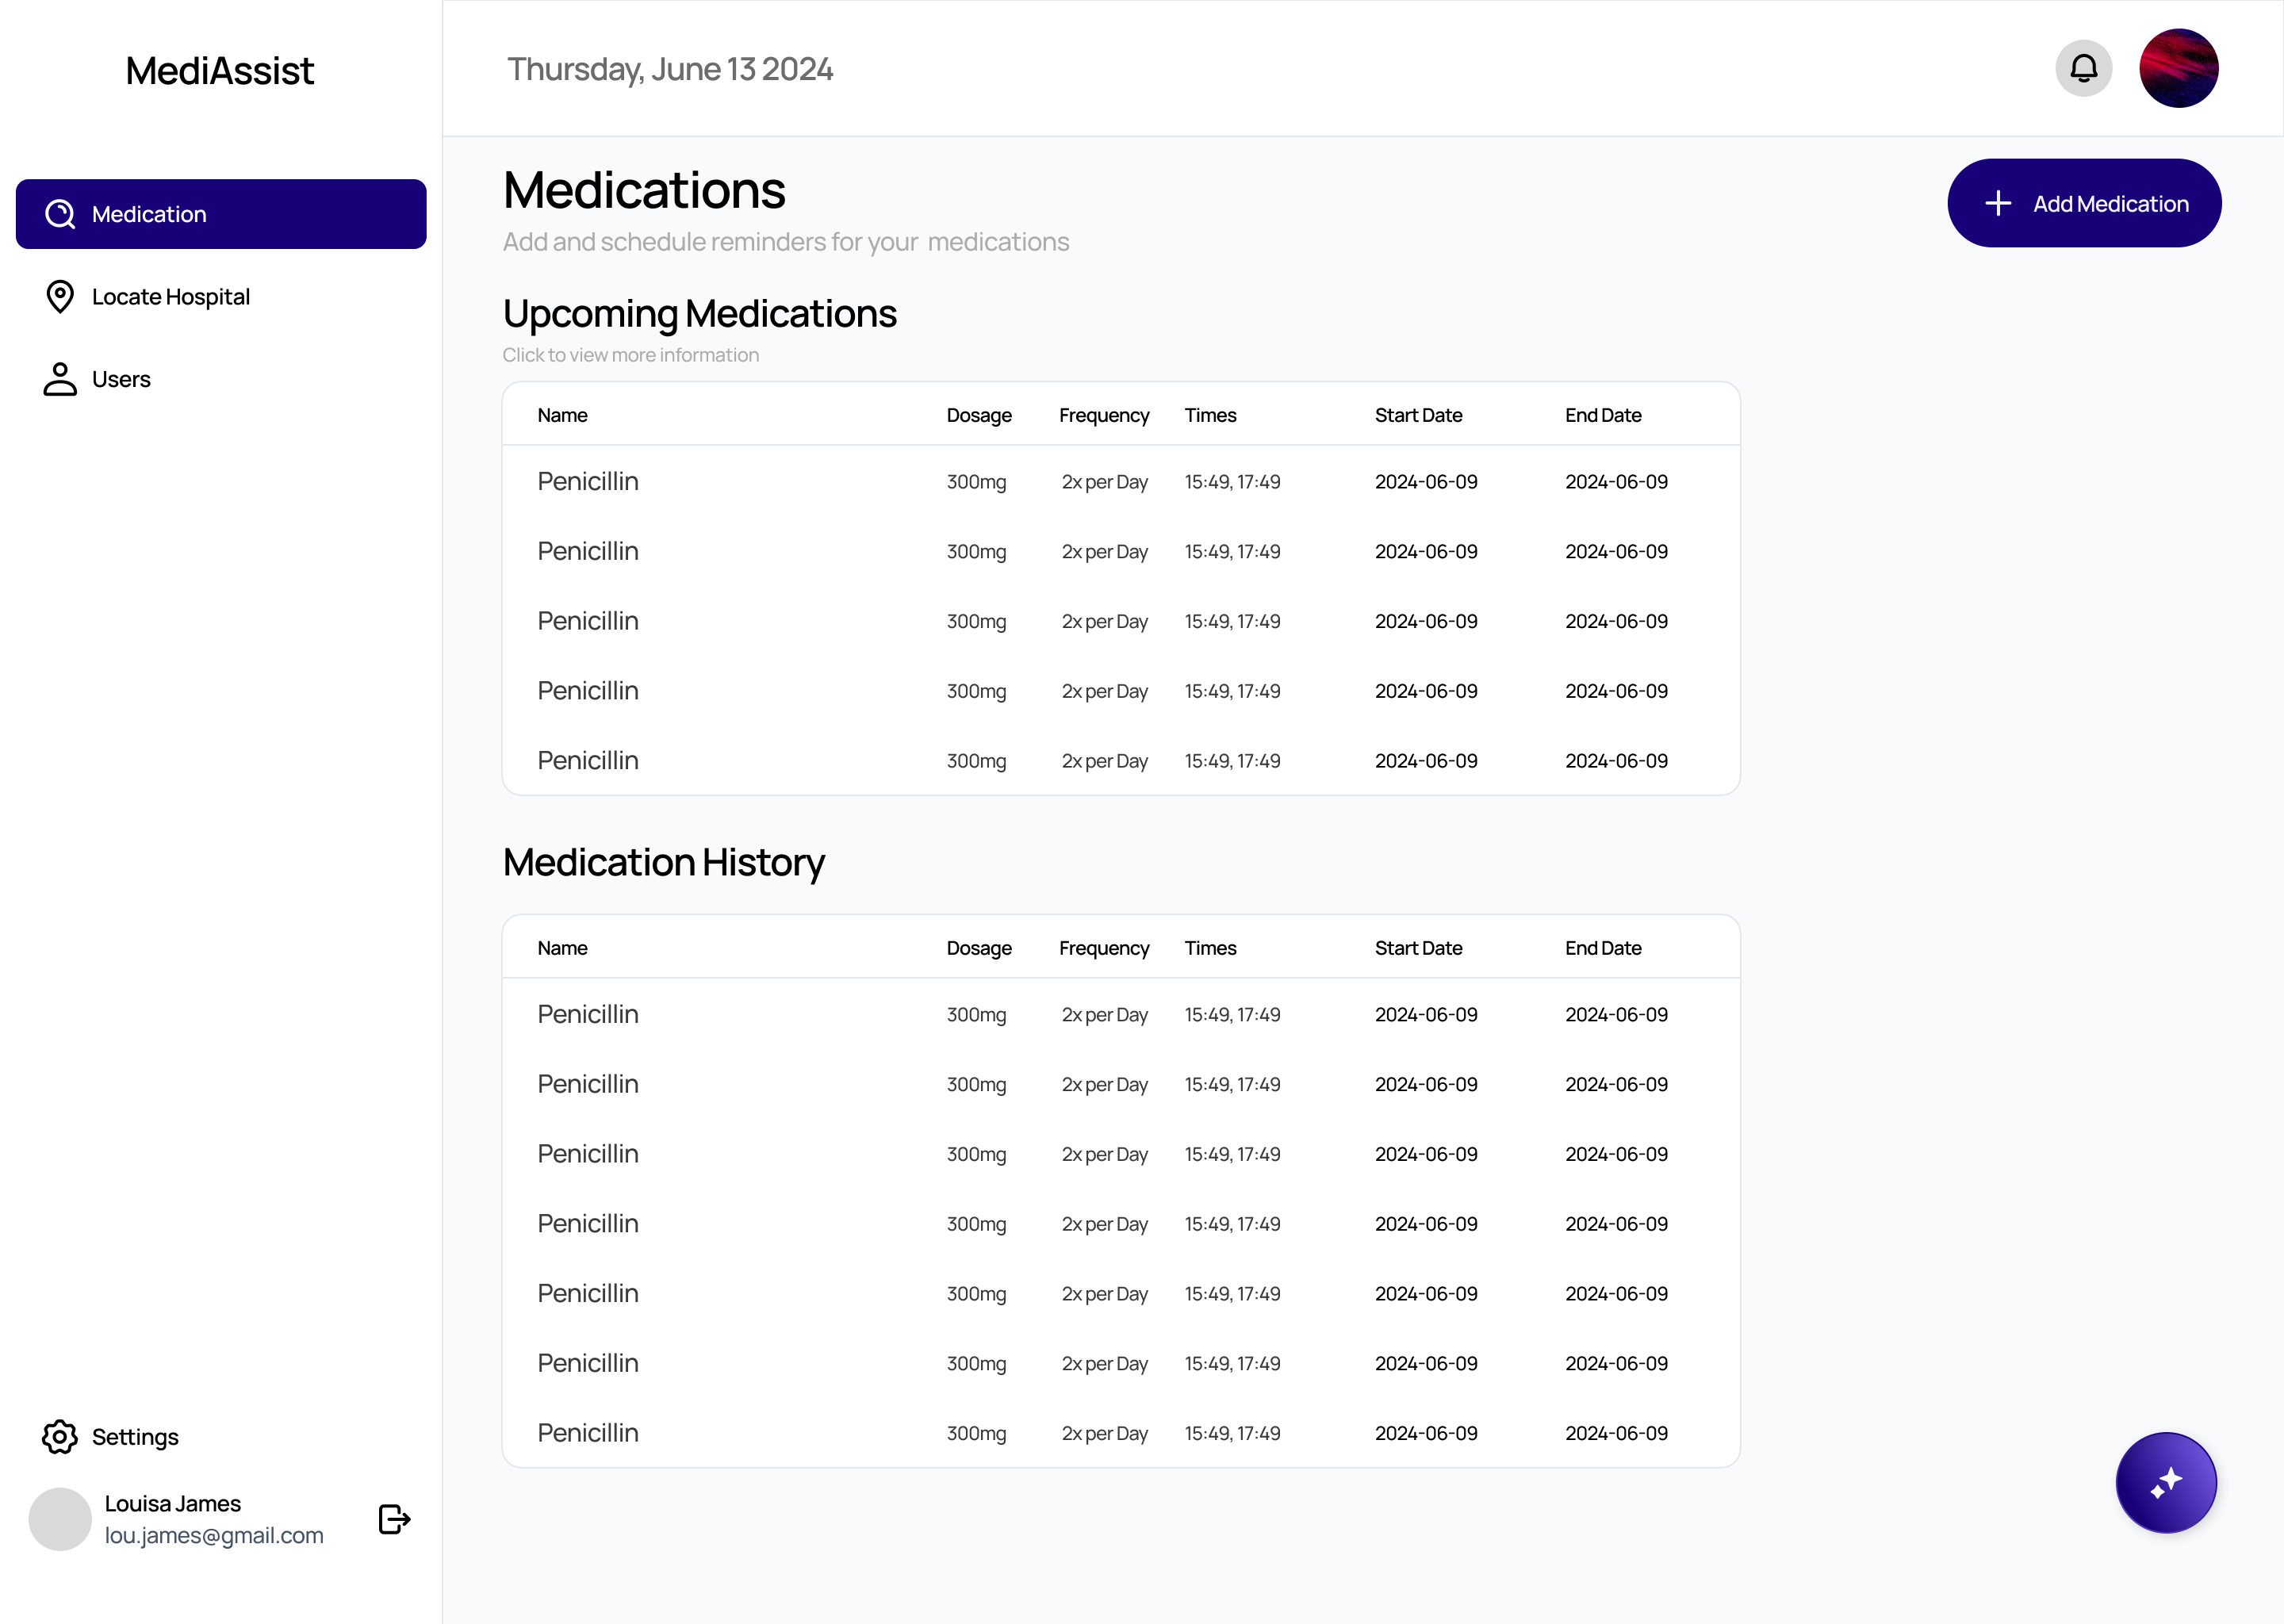 MediAssist
Medication
Locate Hospital
Users
Settings
Louisa James
lou.james@gmail.com
Thursday, June 13 2024
Medications
Add and schedule reminders for your  medications
Add Medication
Upcoming Medications
Click to view more information
Name Dosage Frequency Times Start Date End Date
Penicillin 300mg 2x per Day 15:49, 17:49 2024-06-09 2024-06-09
Penicillin 300mg 2x per Day 15:49, 17:49 2024-06-09 2024-06-09
Penicillin 300mg 2x per Day 15:49, 17:49 2024-06-09 2024-06-09
Penicillin 300mg 2x per Day 15:49, 17:49 2024-06-09 2024-06-09
Penicillin 300mg 2x per Day 15:49, 17:49 2024-06-09 2024-06-09
Medication History
Name Dosage Frequency Times Start Date End Date
Penicillin 300mg 2x per Day 15:49, 17:49 2024-06-09 2024-06-09
Penicillin 300mg 2x per Day 15:49, 17:49 2024-06-09 2024-06-09
Penicillin 300mg 2x per Day 15:49, 17:49 2024-06-09 2024-06-09
Penicillin 300mg 2x per Day 15:49, 17:49 2024-06-09 2024-06-09
Penicillin 300mg 2x per Day 15:49, 17:49 2024-06-09 2024-06-09
Penicillin 300mg 2x per Day 15:49, 17:49 2024-06-09 2024-06-09
Penicillin 300mg 2x per Day 15:49, 17:49 2024-06-09 2024-06-09